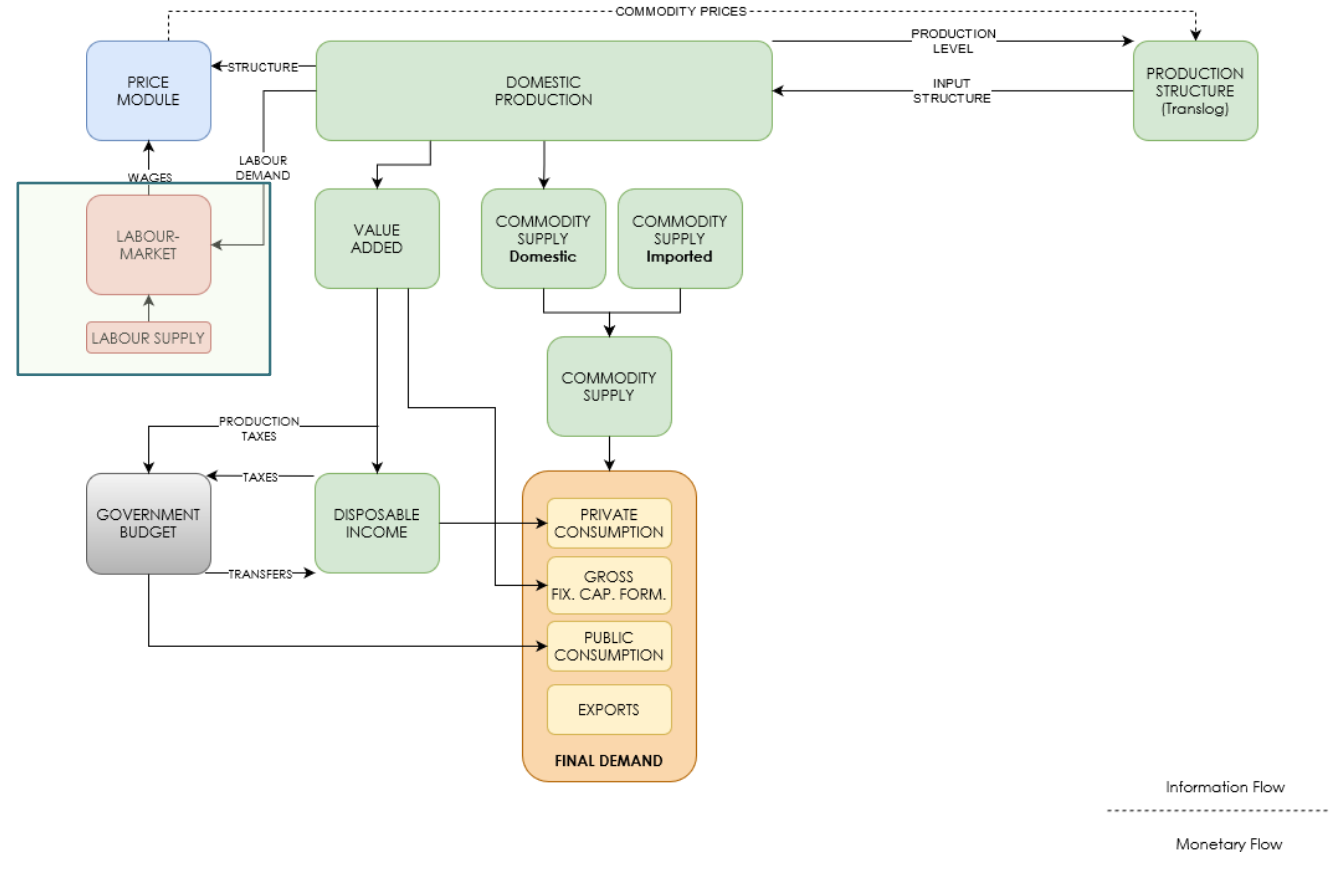 COMMODITY PRICES
PRICE
MODULE
STRUCTURE
DOMESTIC
PRODUCTION
PRODUCTION
LEVEL
INPUT
STRUCTURE
PRODUCTION
STRUCTURE
(Translog)
LABOUR
DEMAND
WAGES
LABOUR-
MARKET
LABOUR SUPPLY
VALUE
ADDED
COMMODITY
SUPPLY
Domestic
COMMODITY
SUPPLY
Imported
COMMODITY
SUPPLY
PRODUCTION
TAXES
GOVERNMENT
BUDGET
TAXES
TRANSFERS
DISPOSABLE
INCOME
PRIVATE
CONSUMPTION
GROSS
FIX. CAP. FORM.
PUBLIC
CONSUMPTION
EXPORTS
FINAL DEMAND
Information Flow
Monetary Flow